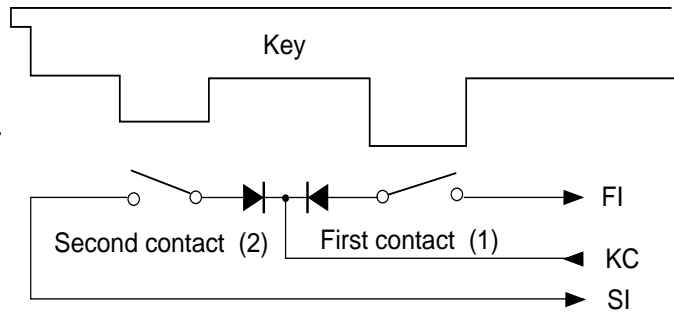 Key
FI
Second contact (2)
First contact (1)
KC
SI